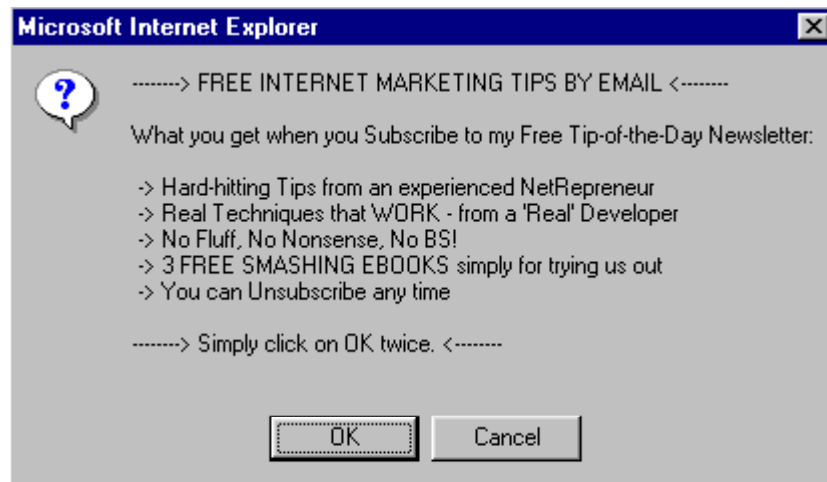 Microsoft Internet Explorer
--------> FREE INTERNET MARKETING TIPS BY EMAIL <--------
What you get when you Subscribe to my Free Tip-of-the-Day Newsletter:
-> Hard-hitting Tips from an experienced NetRepreneur
-> Real Techniques that WORK - from a 'Real' Developer
-> No Fluff, No Nonsense, No BS!
-> 3 FREE SMASHING EBOOKS simply for trying us out
-> You can Unsubscribe any time
--------> Simply click on OK twice. <--------
OK Cancel